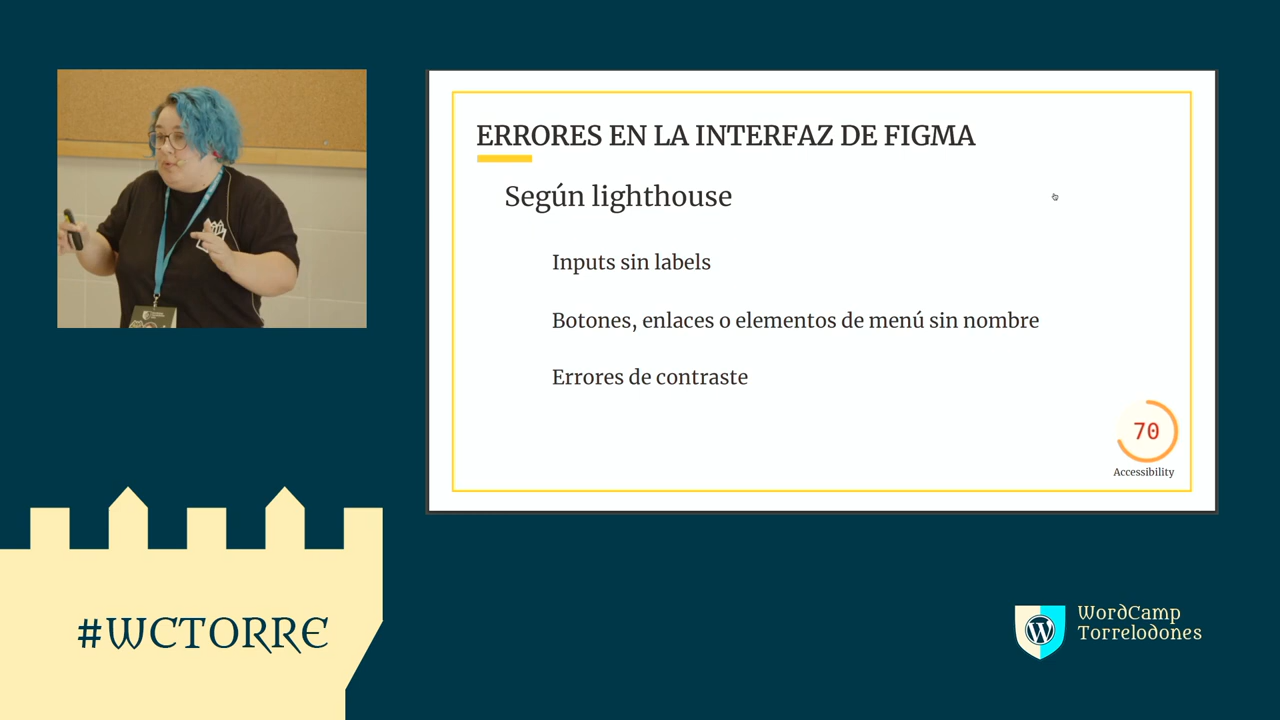 ERRORES EN LA INTERFAZ DE FIGMA
Según lighthouse
Inputs sin labels
Botones, enlaces o elementos de menú sin nombre
Errores de contraste
70
Accessibility
#WCTORRE
WordCamp
Torrelodones